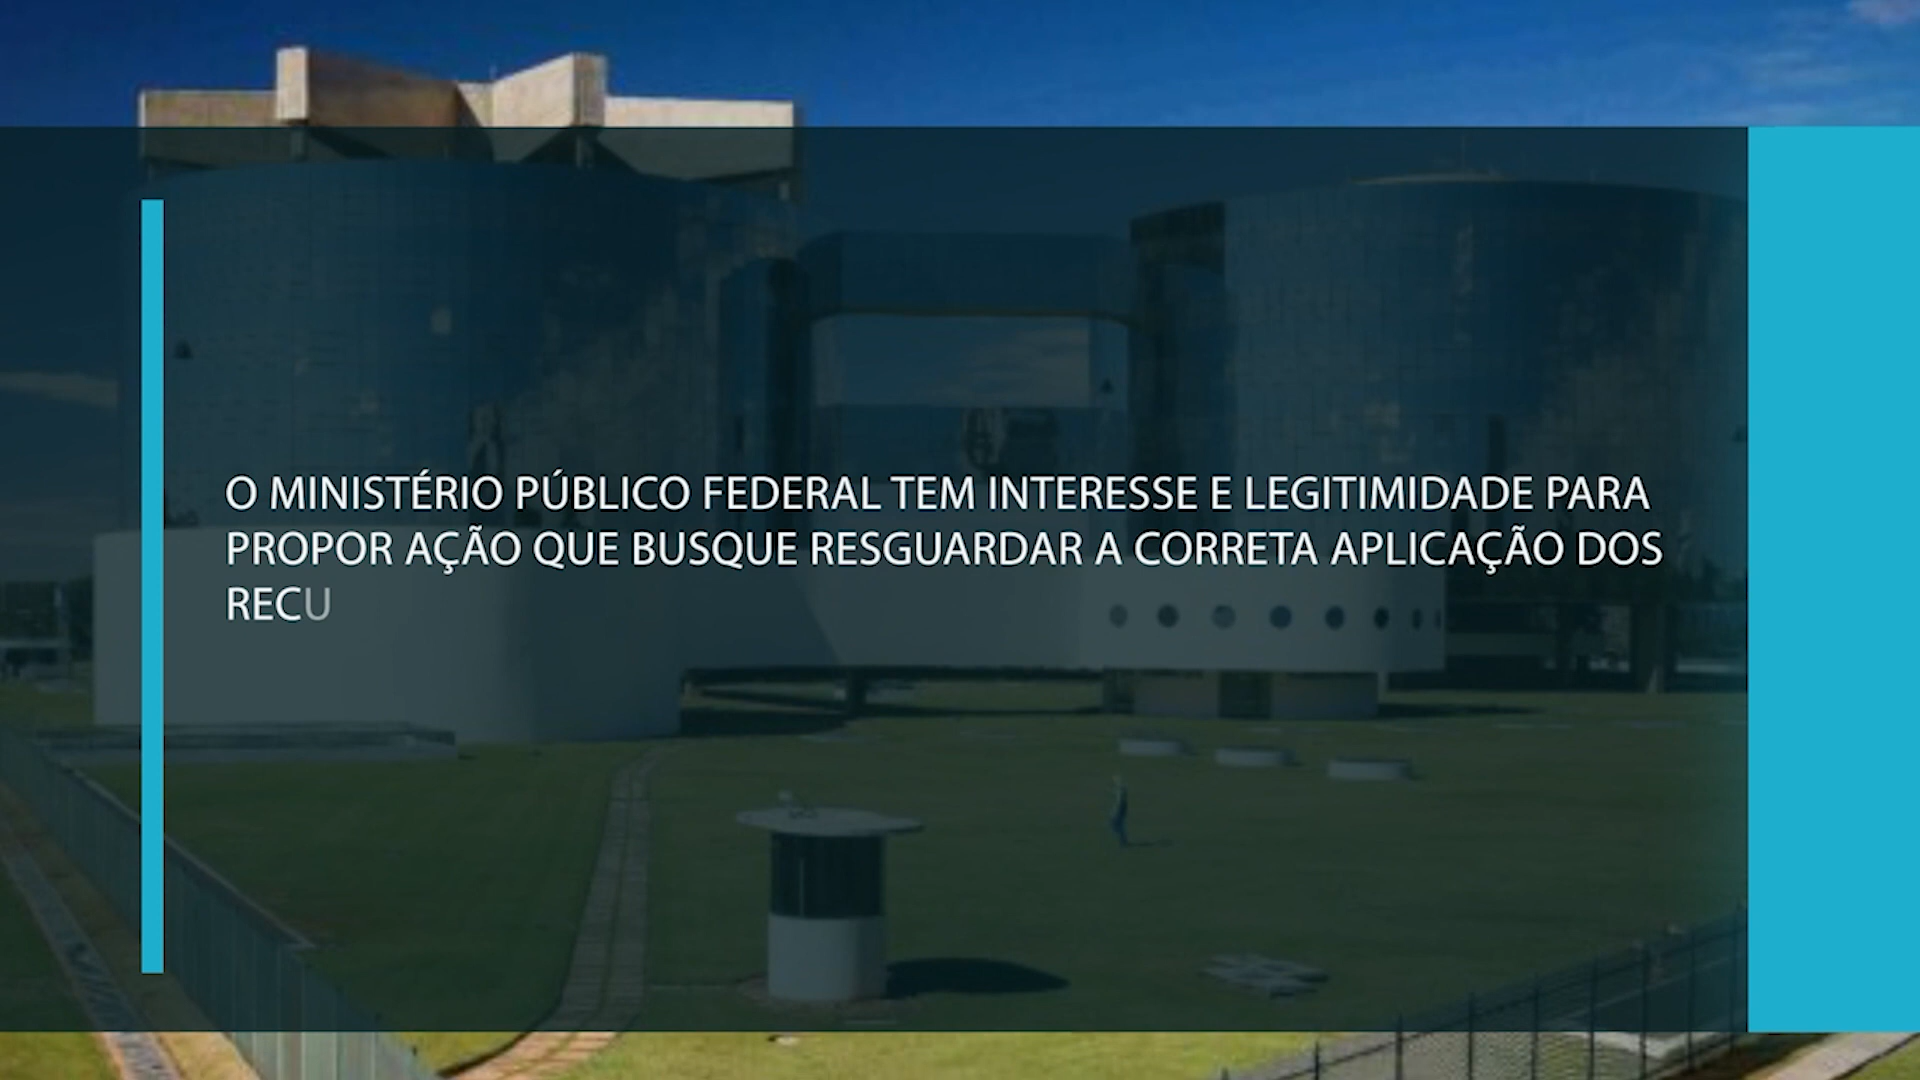 O MINISTÉRIO PÚBLICO FEDERAL TEM INTERESSE E LEGITIMIDADE PARA
PROPOR AÇÃO QUE BUSQUE RESGUARDAR A CORRETA APLICAÇÃO DOS
RECU